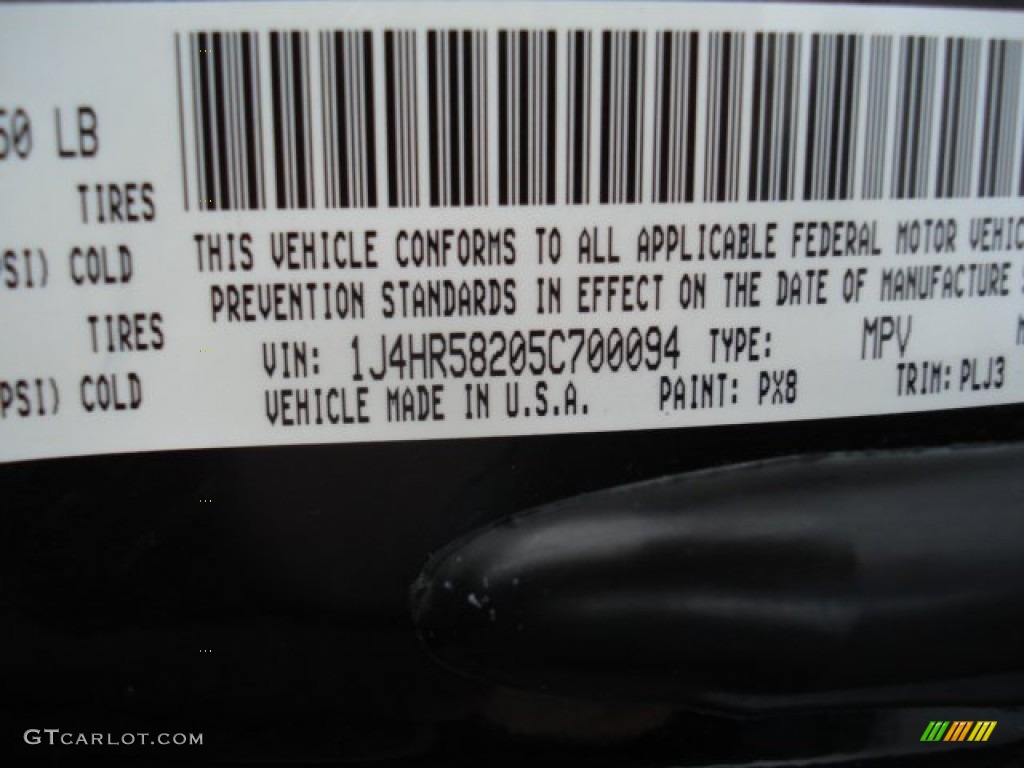 50 LB
TIRES
PSI) COLD
TIRES
PSI) COLD
THIS VEHICLE CONFORMS TO ALL APPLICABLE FEDERAL MOTOR VEHIC
PREVENTION STANDARDS IN EFFECT ON THE DATE OF MANUFACTURE
VIN: 1J4HR58205C700094 TYPE: MPV
VEHICLE MADE IN U.S.A. PAINT: PX8 TRIM: PLJ3
GTCARLOT.COM